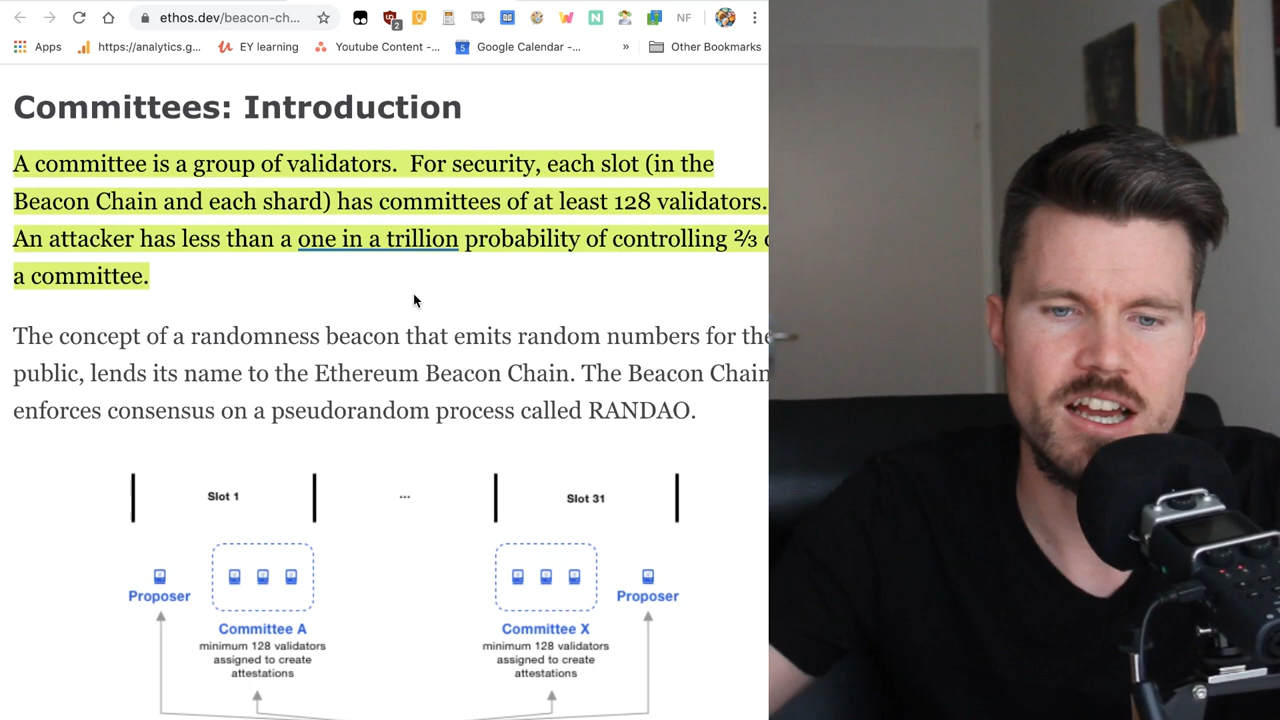 ethos.dev/beacon-ch...
2
NF
Apps
https://analytics.g...
EY learning
Youtube Content -...
5
Google Calendar -...
»
Other Bookmarks
Committees: Introduction
A committee is a group of validators.  For security, each slot (in the
Beacon Chain and each shard) has committees of at least 128 validators.
An attacker has less than a one in a trillion probability of controlling ⅔
a committee.
The concept of a randomness beacon that emits random numbers for the
public, lends its name to the Ethereum Beacon Chain. The Beacon Chain
enforces consensus on a pseudorandom process called RANDAO.
Slot 1
...
Slot 31
Proposer
Proposer
Committee A
Committee X
minimum 128 validators
assigned to create
attestations
minimum 128 validators
assigned to create
attestations